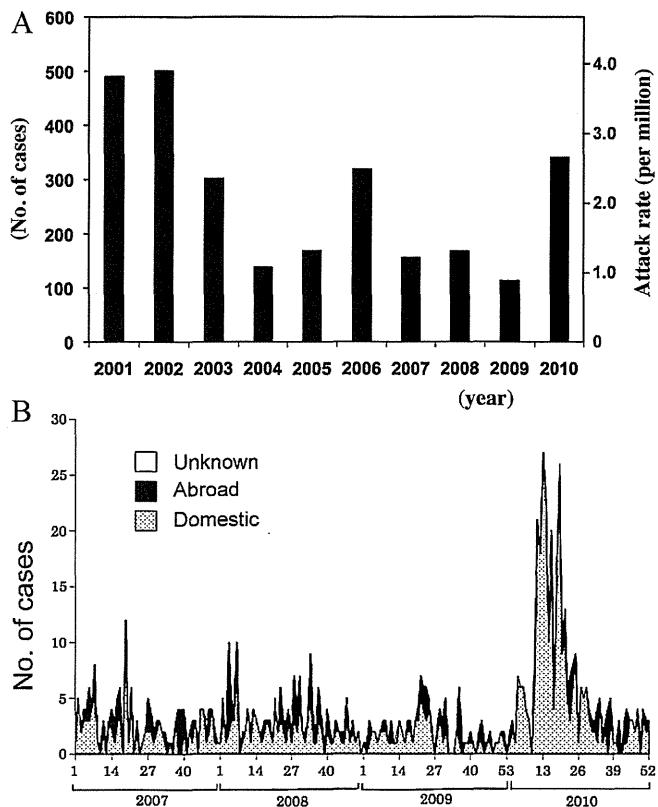 A
600
500
400
300
200
100
0
(No. of cases)
4.0
3.0
2.0
1.0
0
Attack rate (per million)
2001 2002 2003 2004 2005 2006 2007 2008 2009 2010
(year)
B
30
25
20
15
10
5
0
No. of cases
Unknown
Abroad
Domestic
1 14 27 40 1 14 27 40 1 14 27 40 53 13 26 39 52
2007 2008 2009 2010